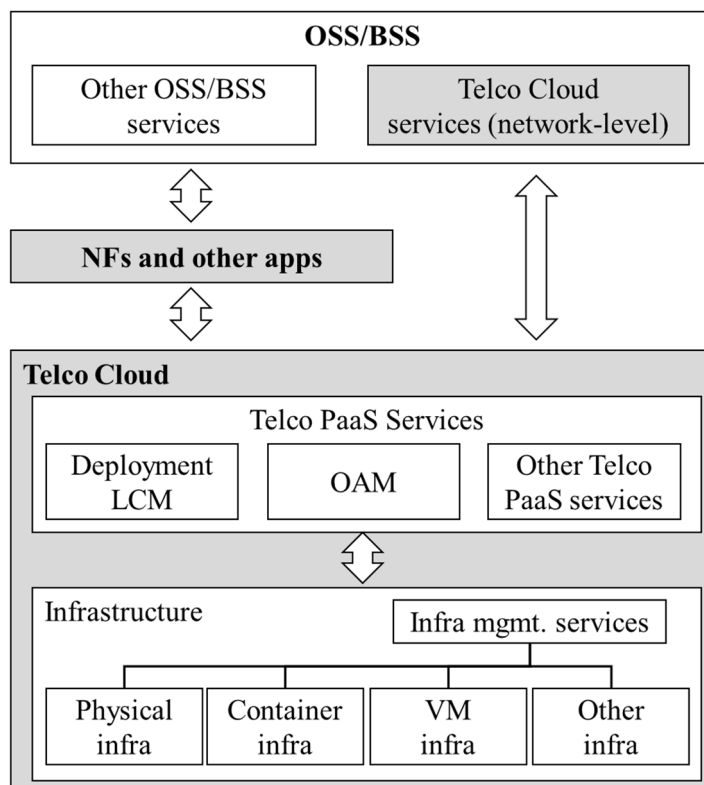 OSS/BSS
Other OSS/BSS
services
Telco Cloud
services (network-level)
NFs and other apps
Telco Cloud
Telco PaaS Services
Deployment
LCM
OAM
Other Telco
PaaS services
Infrastructure
Infra mgmt. services
Physical
infra
Container
infra
VM
infra
Other
infra